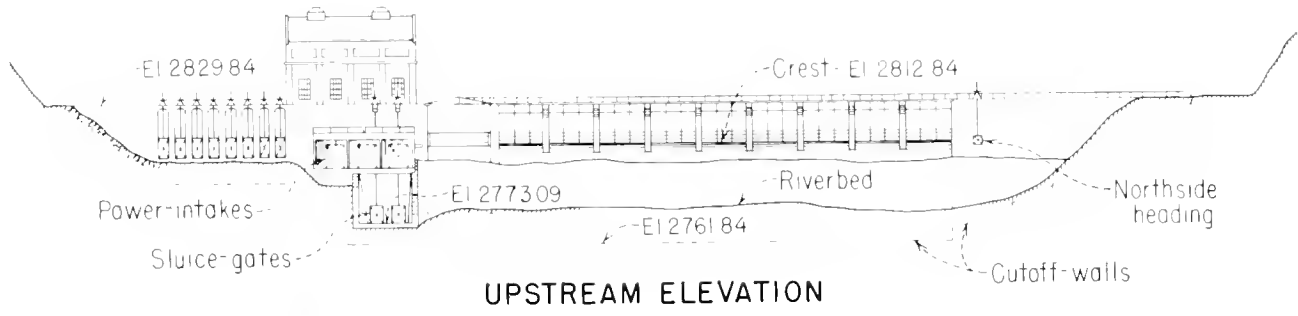 El 2829 84
Crest - El 2812 84
Power-intakes
El 2773 09
Riverbed
Northside
heading
Sluice-gates
El 2761 84
Cutoff-walls
UPSTREAM ELEVATION